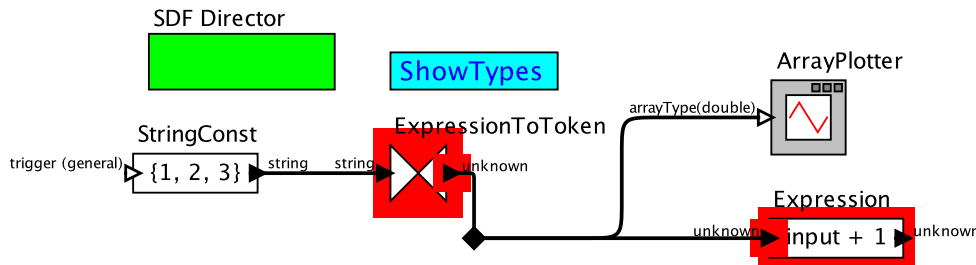 SDF Director
ShowTypes
ArrayPlotter
arrayType(double)
StringConst
ExpressionToToken
trigger (general)
{1, 2, 3}
string
string
unknown
Expression
unknown
input + 1
unknown